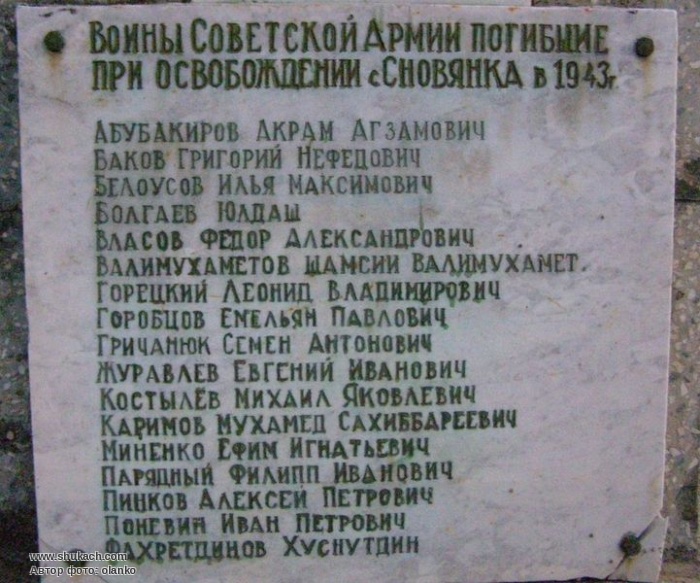 Воины Советской Армии погибшие
при освобождении с Сновянка в 1943г.
Абубакиров Акрам Агзамович
Баков Григорий Нефедович
Белоусов Илья Максимович
Болгаев Юлдаш
Власов Федор Александрович
Валимухаметов Шамсии Валимухамет.
Горецкий Леонид Владимирович
Горобцов Емельян Павлович
Гричанюк Семен Антонович
Журавлев Евгений Иванович
Костылёв Михаил Яковлевич
Каримов Мухамед Сахиббареевич
Миненко Ефим Игнатьевич
Парядный Филипп Иванович
Пинков Алексей Петрович
Поневин Иван Петрович
Фахретдинов Хуснутдин
www.shukach.com
Автор фото: olanko